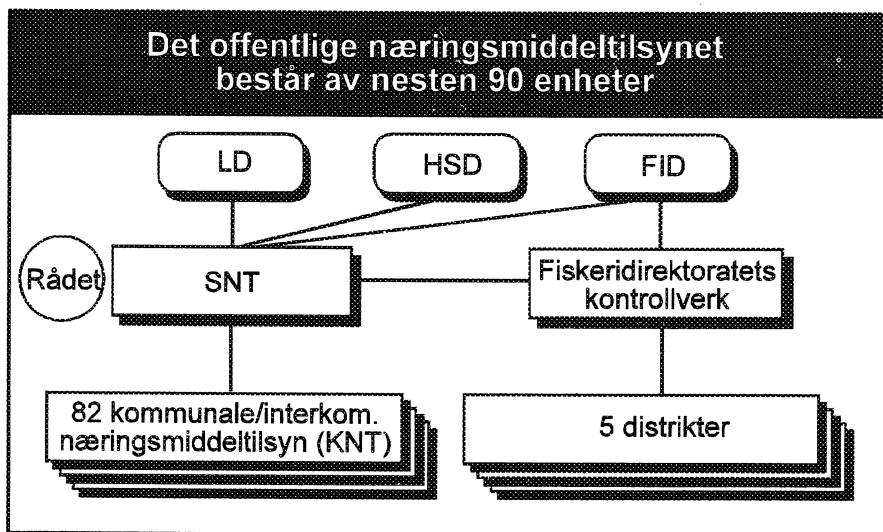 Det offentlige næringsmiddeltilsynet
består av nesten 90 enheter
LD
HSD
FID
Rådet
SNT
Fiskeridirektoratets
kontrollverk
82 kommunale/interkom.
næringsmiddeltilsyn (KNT)
5 distrikter